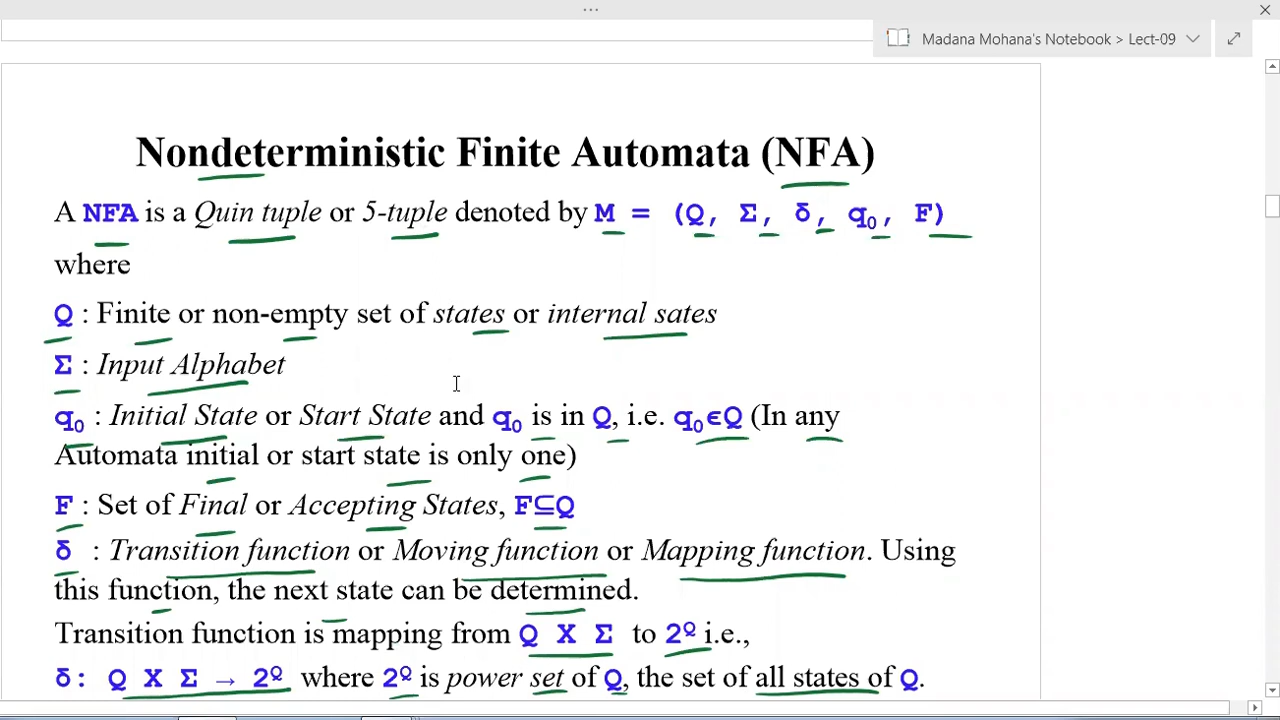 Madana Mohana's Notebook > Lect-09
Nondeterministic Finite Automata (NFA)
A NFA is a Quin tuple or 5-tuple denoted by M = (Q, Σ, δ, q₀, F)
where
Q : Finite or non-empty set of states or internal sates
Σ : Input Alphabet
q₀ : Initial State or Start State and q₀ is in Q, i.e. q₀∈Q (In any
Automata initial or start state is only one)
F : Set of Final or Accepting States, F⊆Q
δ : Transition function or Moving function or Mapping function. Using
this function, the next state can be determined.
Transition function is mapping from Q X Σ to 2^Q i.e.,
δ: Q X Σ → 2^Q where 2^Q is power set of Q, the set of all states of Q.